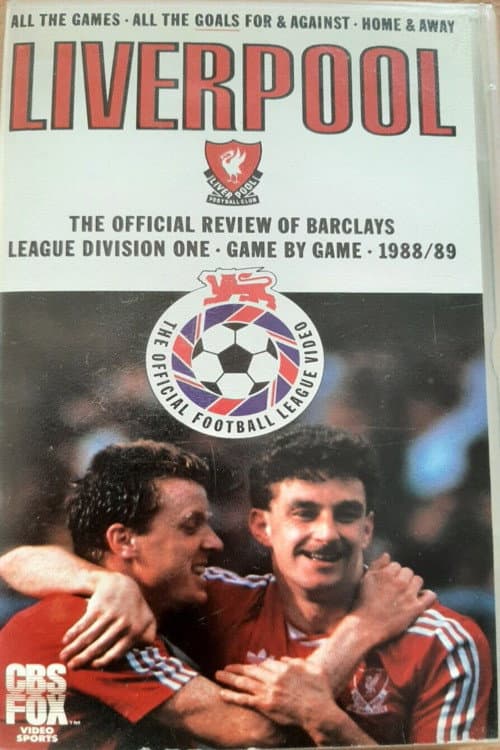 ALL THE GAMES · ALL THE GOALS FOR & AGAINST · HOME & AWAY
LIVERPOOL
LIVERPOOL
FOOTBALL CLUB
THE OFFICIAL REVIEW OF BARCLAYS
LEAGUE DIVISION ONE · GAME BY GAME · 1988/89
THE OFFICIAL FOOTBALL LEAGUE VIDEO
CBS
FOX™
VIDEO
SPORTS